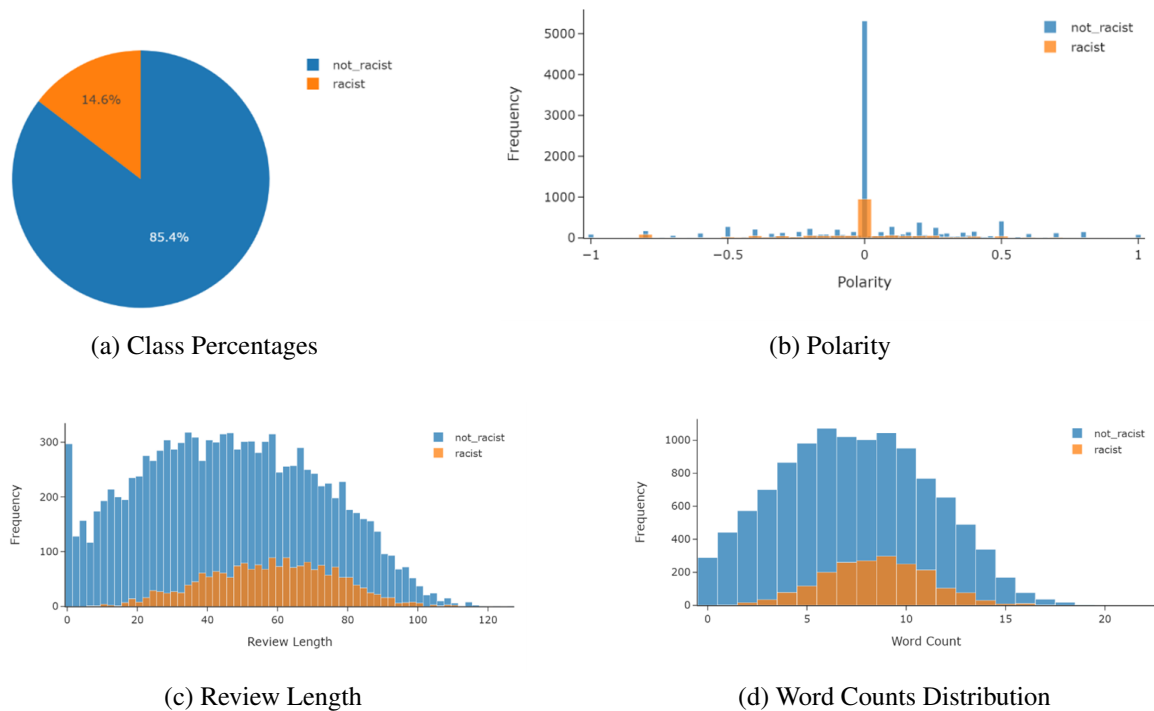 not_racist
racist
14.6%
85.4%
(a) Class Percentages
not_racist
racist
Frequency
5000
4000
3000
2000
1000
0
−1
−0.5
0
0.5
1
Polarity
(b) Polarity
not_racist
racist
Frequency
300
200
100
0
0
20
40
60
80
100
120
Review Length
(c) Review Length
not_racist
racist
Frequency
1000
800
600
400
200
0
0
5
10
15
20
Word Count
(d) Word Counts Distribution